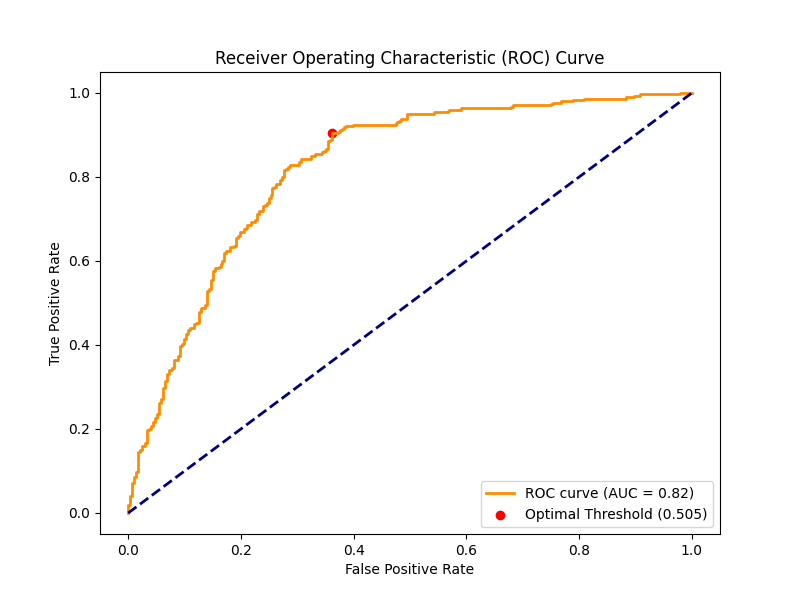 Receiver Operating Characteristic (ROC) Curve
1.0
0.8
0.6
0.4
0.2
0.0
True Positive Rate
ROC curve (AUC = 0.82)
Optimal Threshold (0.505)
0.0 0.2 0.4 0.6 0.8 1.0
False Positive Rate